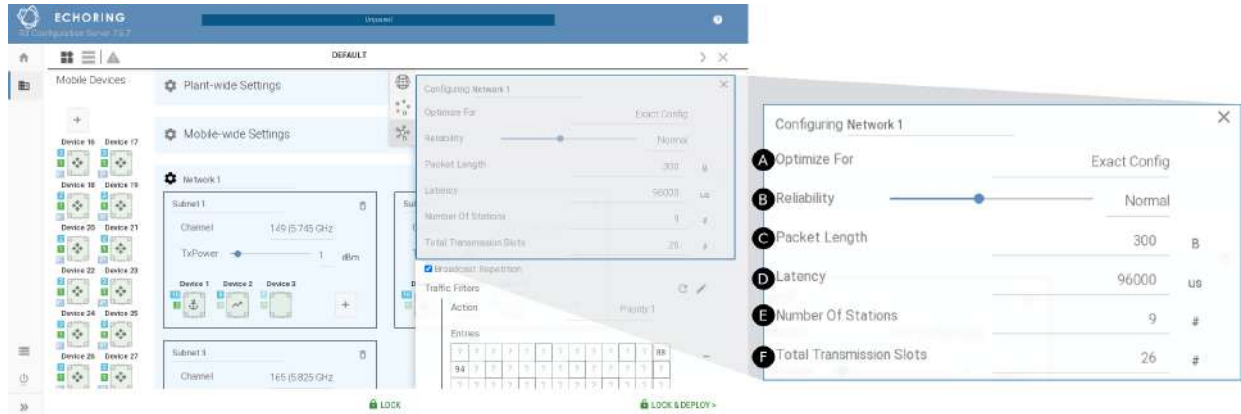 ECHORING
Unsaved
DEFAULT
Mobile Devices
Device 16 Device 17
Device 18 Device 19
Device 20 Device 21
Device 22 Device 23
Device 24 Device 25
Device 26 Device 27
Plant-wide Settings
Mobile-wide Settings
Network 1
Subnet 1
Channel 149 (5745 GHz
TxPower 1 dBm
Device 1 Device 2 Device 3
Subnet 3
Channel 165 (5825 GHz
LOCK
Configuring Network 1
Optimize For Exact Config
Reliability Normal
Packet Length 300 B
Latency 96000 us
Number Of Stations 9 #
Total Transmission Slots 26 #
Broadcast Repetition
Traffic Filters
Action Priority 1
Entries
? ? ? ? ? ? ? ? ? ? ? 88
94 ? ? ? ? ? ? ? ? ? ? ?
LOCK & DEPLOY >
Configuring Network 1
A Optimize For Exact Config
B Reliability Normal
C Packet Length 300 B
D Latency 96000 us
E Number Of Stations 9 #
F Total Transmission Slots 26 #